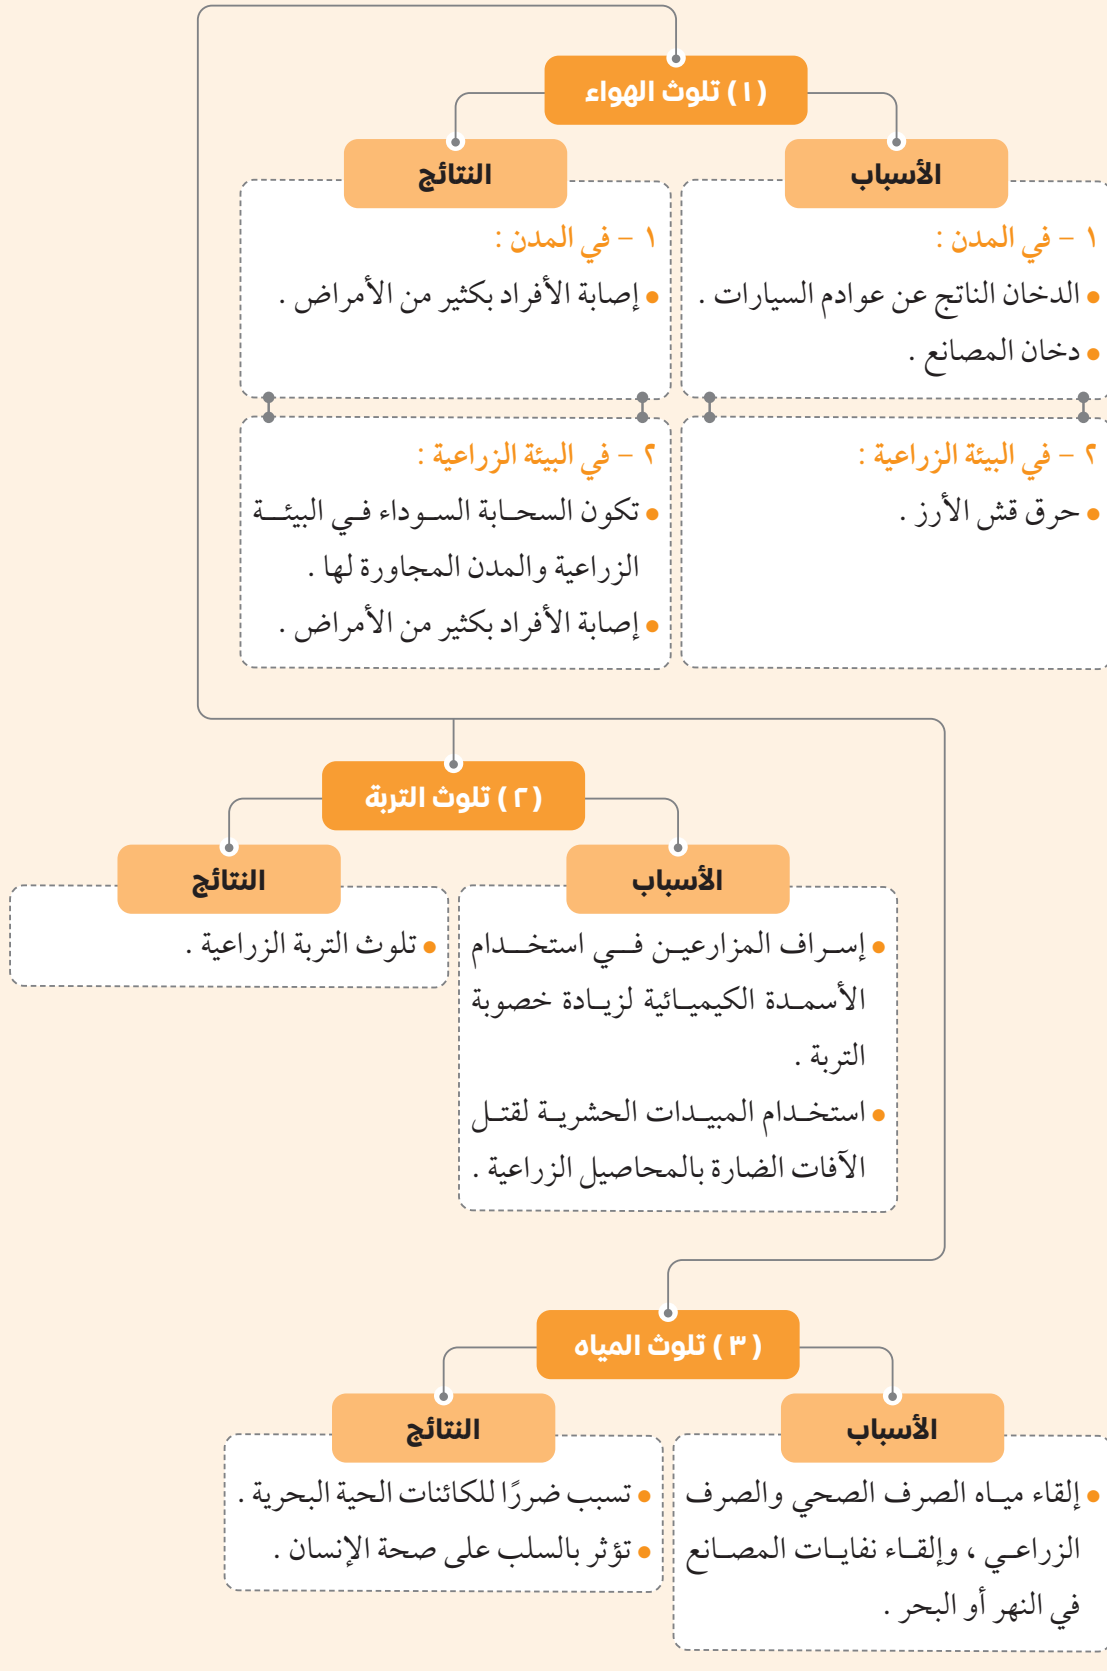 (١) تلوث الهواء
الأسباب
١ - في المدن :
● الدخان الناتج عن عوادم السيارات .
● دخان المصانع .
٢ - في البيئة الزراعية :
● حرق قش الأرز .
النتائج
١ - في المدن :
● إصابة الأفراد بكثير من الأمراض .
٢ - في البيئة الزراعية :
● تكون السحابة السوداء في البيئة
الزراعية والمدن المجاورة لها .
● إصابة الأفراد بكثير من الأمراض .
(٢) تلوث التربة
الأسباب
● إسراف المزارعين في استخدام
الأسمدة الكيميائية لزيادة خصوبة
التربة .
● استخدام المبيدات الحشرية لقتل
الآفات الضارة بالمحاصيل الزراعية .
النتائج
● تلوث التربة الزراعية .
(٣) تلوث المياه
الأسباب
● إلقاء مياه الصرف الصحي والصرف
الزراعي ، وإلقاء نفايات المصانع
في النهر أو البحر .
النتائج
● تسبب ضررًا للكائنات الحية البحرية .
● تؤثر بالسلب على صحة الإنسان .